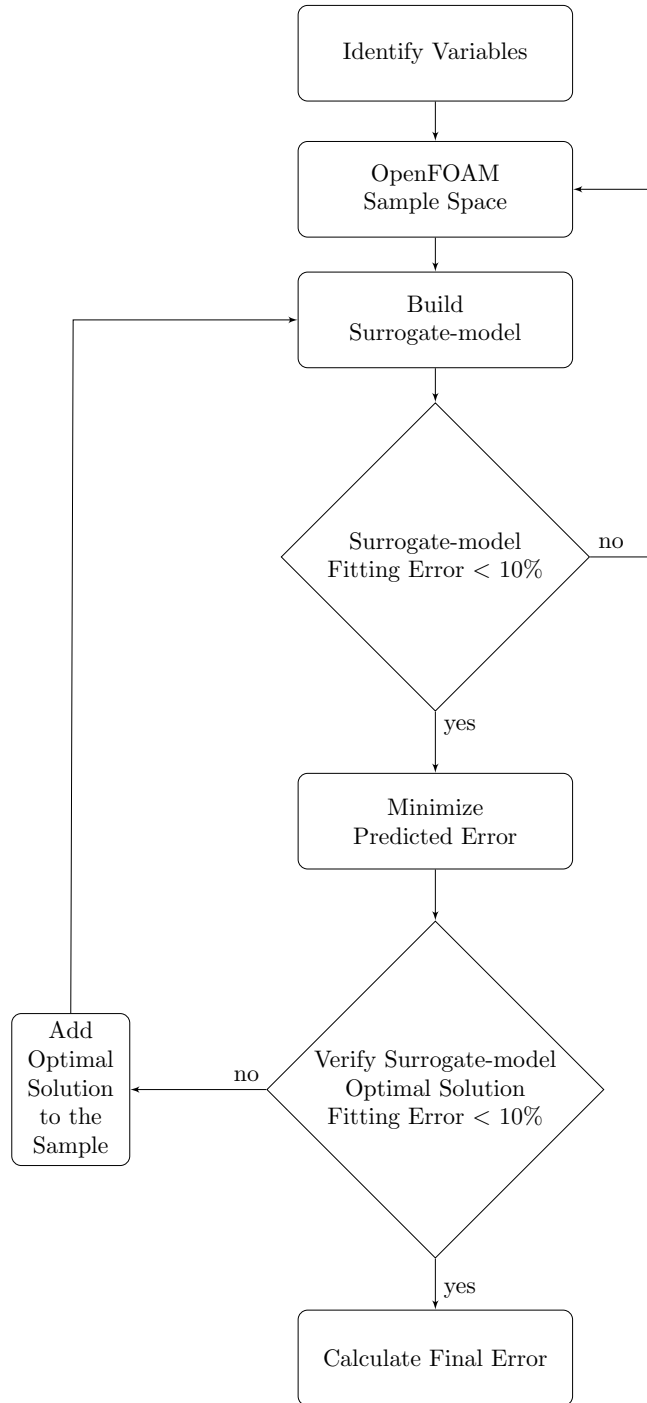 Identify Variables
OpenFOAM
Sample Space
Build
Surrogate-model
Surrogate-model
Fitting Error < 10%
no
yes
Minimize
Predicted Error
Verify Surrogate-model
Optimal Solution
Fitting Error < 10%
no
Add
Optimal
Solution
to the
Sample
yes
Calculate Final Error